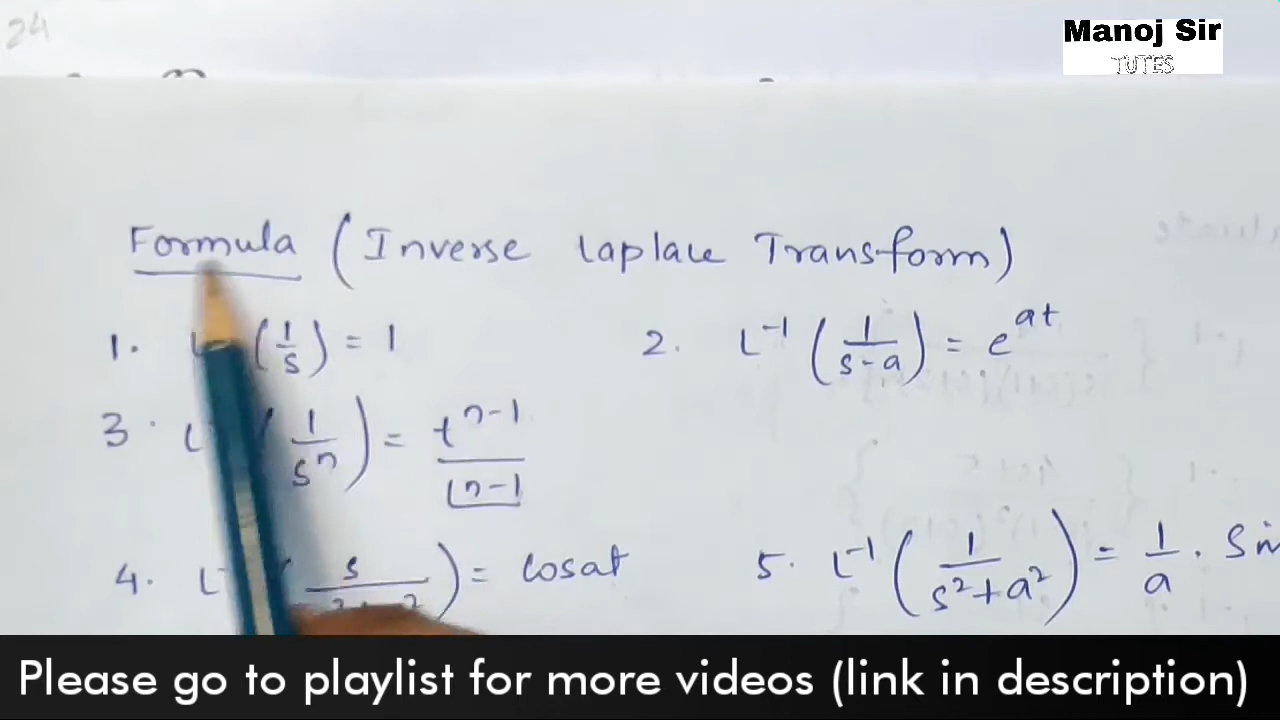 24
Manoj Sir
TUTES
Formula (Inverse Laplace Transform)
1. L (1/s) = 1
2. L⁻¹ (1/(s-a)) = e^at
3. L (1/sⁿ) = t^(n-1)/|n-1
4. L s ) = cosat
5. L⁻¹ (1/(s²+a²)) = 1/a . Sin
Please go to playlist for more videos (link in description)